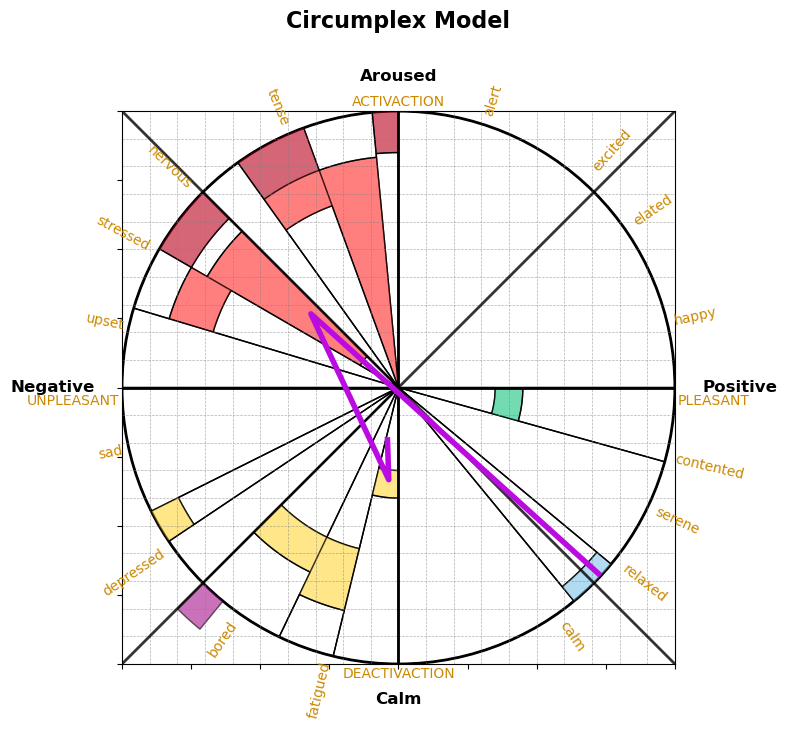 Circumplex Model
Aroused
ACTIVACTION
tense
alert
nervous
excited
stressed
elated
upset
happy
Negative
Positive
UNPLEASANT
PLEASANT
sad
contented
serene
depressed
relaxed
bored
calm
fatigued
DEACTIVACTION
Calm